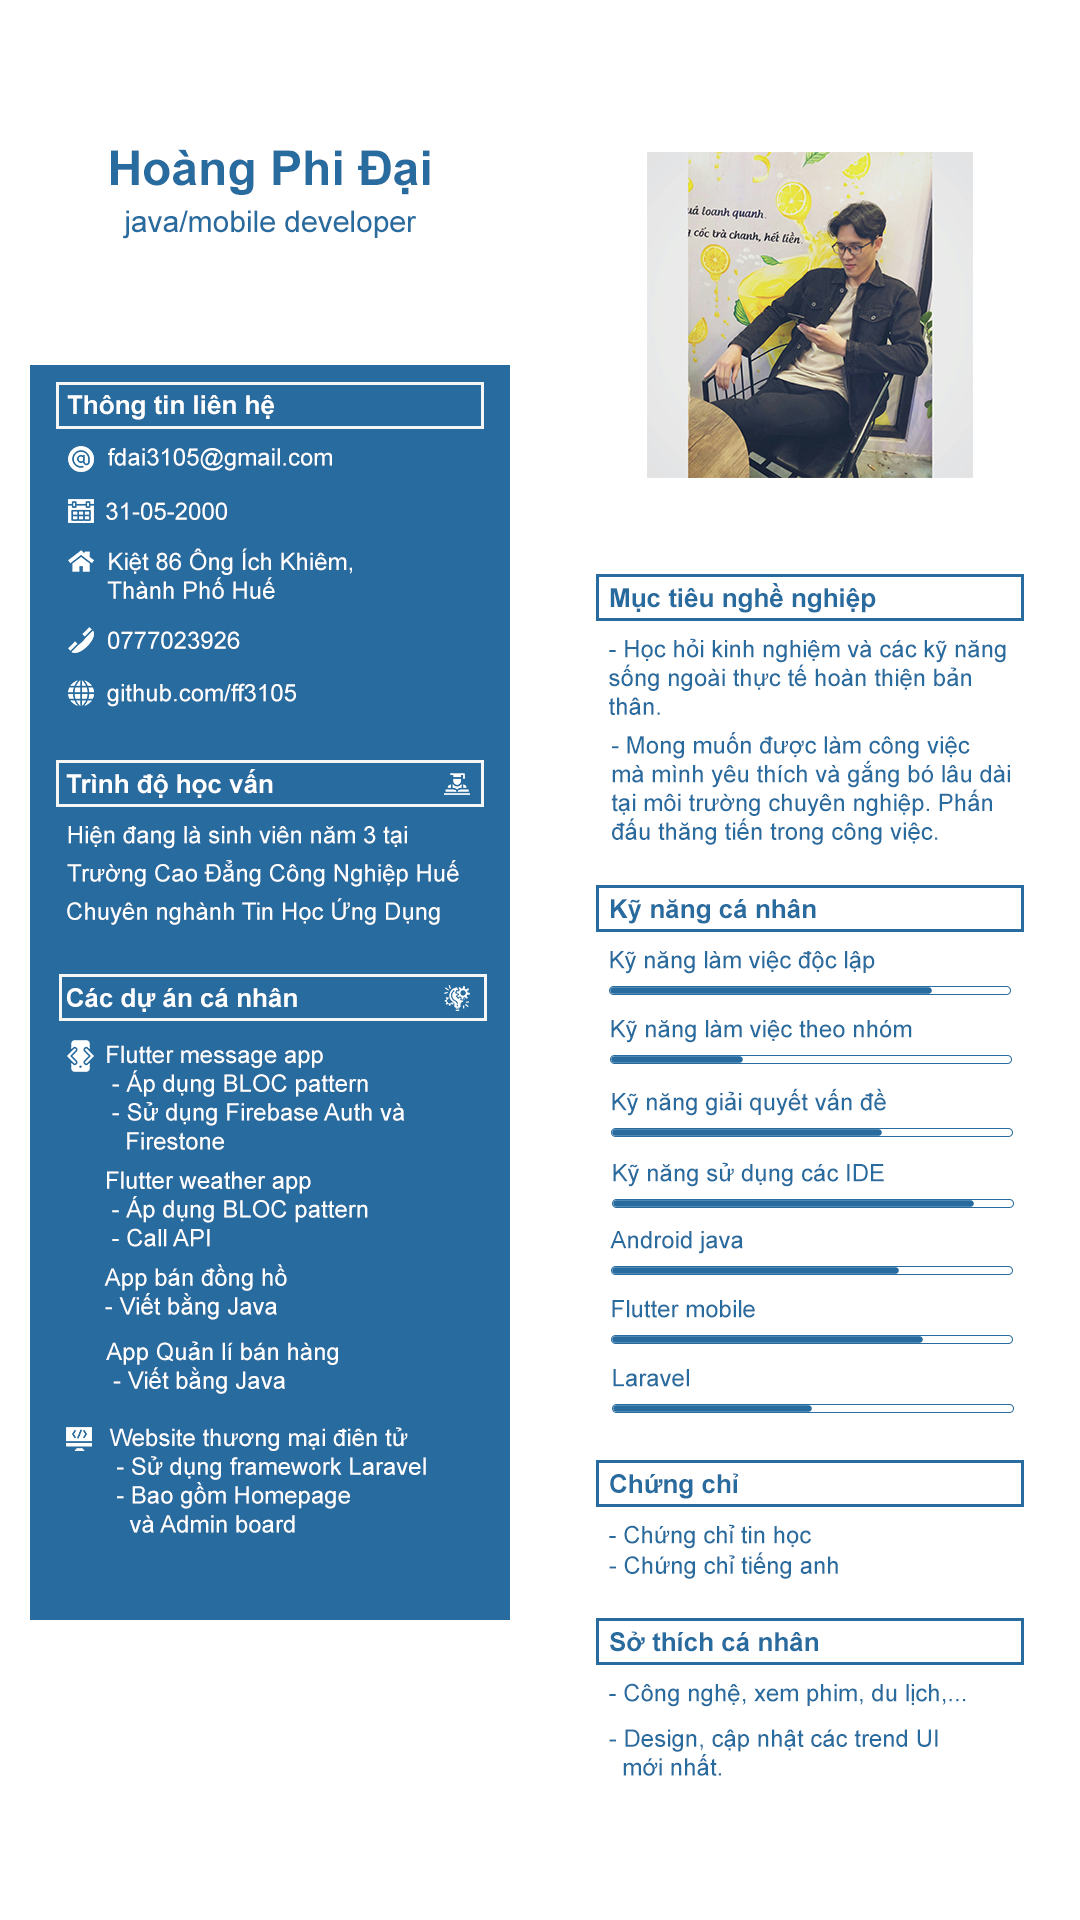 Hoàng Phi Đại
java/mobile developer
uả loanh quanh.
g cốc trà chanh, hết liền.
Thông tin liên hệ
fdai3105@gmail.com
31-05-2000
Kiệt 86 Ông Ích Khiêm,
Thành Phố Huế
0777023926
github.com/ff3105
Trình độ học vấn
Hiện đang là sinh viên năm 3 tại
Trường Cao Đẳng Công Nghiệp Huế
Chuyên nghành Tin Học Ứng Dụng
Các dự án cá nhân
Flutter message app
- Áp dụng BLOC pattern
- Sử dụng Firebase Auth và
Firestone
Flutter weather app
- Áp dụng BLOC pattern
- Call API
App bán đồng hồ
- Viết bằng Java
App Quản lí bán hàng
- Viết bằng Java
Website thương mại điên tử
- Sử dụng framework Laravel
- Bao gồm Homepage
và Admin board
Mục tiêu nghề nghiệp
- Học hỏi kinh nghiệm và các kỹ năng
sống ngoài thực tế hoàn thiện bản
thân.
- Mong muốn được làm công việc
mà mình yêu thích và gắng bó lâu dài
tại môi trường chuyên nghiệp. Phấn
đấu thăng tiến trong công việc.
Kỹ năng cá nhân
Kỹ năng làm việc độc lập
Kỹ năng làm việc theo nhóm
Kỹ năng giải quyết vấn đề
Kỹ năng sử dụng các IDE
Android java
Flutter mobile
Laravel
Chứng chỉ
- Chứng chỉ tin học
- Chứng chỉ tiếng anh
Sở thích cá nhân
- Công nghệ, xem phim, du lịch,...
- Design, cập nhật các trend UI
mới nhất.